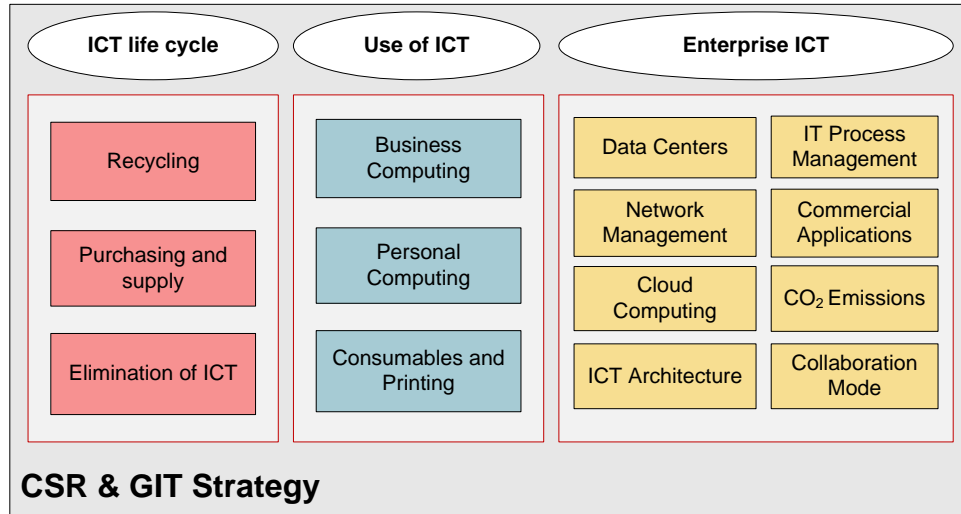 ICT life cycle
Use of ICT
Enterprise ICT
Recycling
Purchasing and
supply
Elimination of ICT
Business
Computing
Personal
Computing
Consumables and
Printing
Data Centers
IT Process
Management
Network
Management
Commercial
Applications
Cloud
Computing
CO₂ Emissions
ICT Architecture
Collaboration
Mode
CSR & GIT Strategy